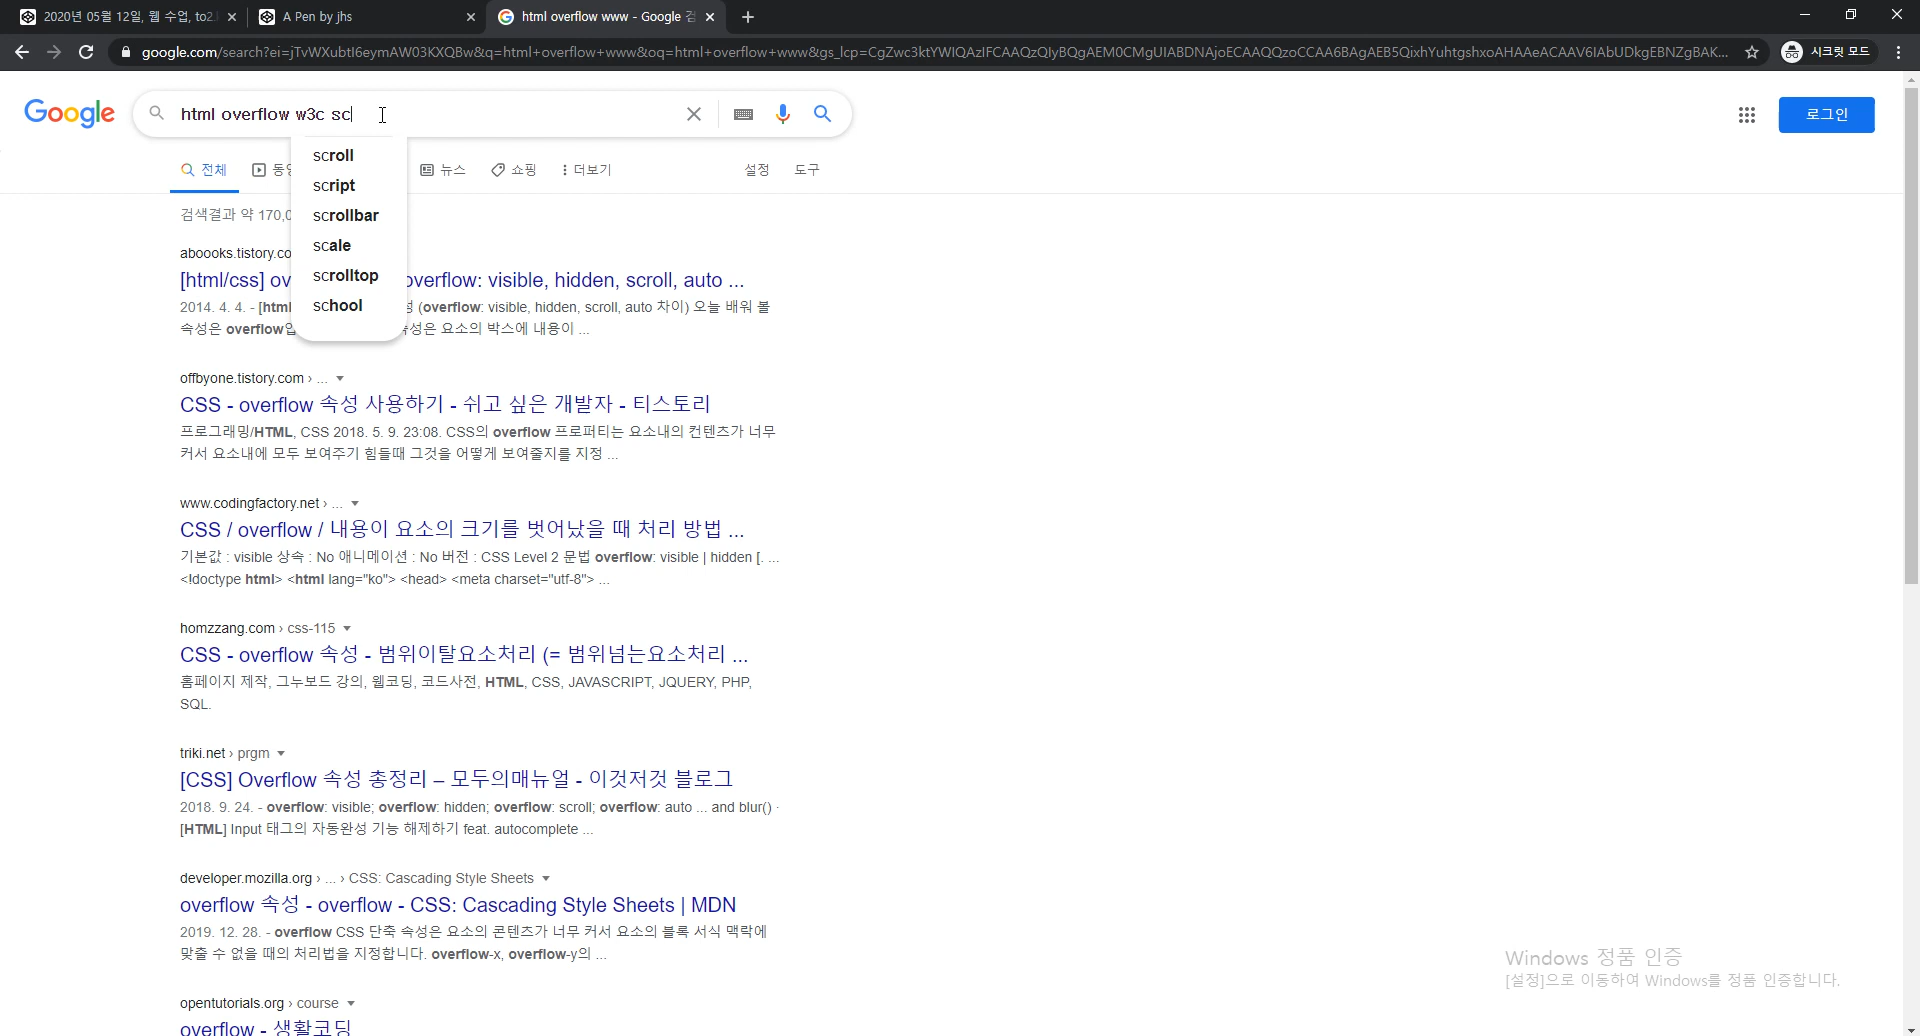 2020년 05월 12일, 웹 수업, to2.
A Pen by jhs
html overflow www - Google 검
google.com/search?ei=jTvWXubtI6eymAW03KXQBw&q=html+overflow+www&oq=html+overflow+www&gs_lcp=CgZwc3ktYWIQAzIFCAAQzQIyBQgAEM0CMgUIABDNAjoECAAQQzoCCAA6BAgAEB5QixhYuhtgshxoAHAAeACAAV6IAbUDkgEBNZgBAK...
시크릿 모드
Google
html overflow w3c sc
로그인
scroll
script
scrollbar
scale
scrolltop
school
전체
동영
뉴스
쇼핑
더보기
설정
도구
검색결과 약 170,0
aboooks.tistory.co
[html/css] ov overflow: visible, hidden, scroll, auto ...
2014. 4. 4. - [html 성 (overflow: visible, hidden, scroll, auto 차이) 오늘 배워 볼
속성은 overflow입 속성은 요소의 박스에 내용이 ...
offbyone.tistory.com › ...
CSS - overflow 속성 사용하기 - 쉬고 싶은 개발자 - 티스토리
프로그래밍/HTML, CSS 2018. 5. 9. 23:08. CSS의 overflow 프로퍼티는 요소내의 컨텐츠가 너무
커서 요소내에 모두 보여주기 힘들때 그것을 어떻게 보여줄지를 지정 ...
www.codingfactory.net › ...
CSS / overflow / 내용이 요소의 크기를 벗어났을 때 처리 방법 ...
기본값 : visible 상속 : No 애니메이션 : No 버전 : CSS Level 2 문법 overflow: visible | hidden [. ...
<!doctype html> <html lang="ko"> <head> <meta charset="utf-8"> ...
homzzang.com › css-115
CSS - overflow 속성 - 범위이탈요소처리 (= 범위넘는요소처리 ...
홈페이지 제작, 그누보드 강의, 웹코딩, 코드사전, HTML, CSS, JAVASCRIPT, JQUERY, PHP,
SQL.
triki.net › prgm
[CSS] Overflow 속성 총정리 – 모두의매뉴얼 - 이것저것 블로그
2018. 9. 24. - overflow: visible; overflow: hidden; overflow: scroll; overflow: auto ... and blur() ·
[HTML] Input 태그의 자동완성 기능 해제하기 feat. autocomplete ...
developer.mozilla.org › ... › CSS: Cascading Style Sheets
overflow 속성 - overflow - CSS: Cascading Style Sheets | MDN
2019. 12. 28. - overflow CSS 단축 속성은 요소의 콘텐츠가 너무 커서 요소의 블록 서식 맥락에
맞출 수 없을 때의 처리법을 지정합니다. overflow-x, overflow-y의 ...
opentutorials.org › course
overflow - 생활코딩
Windows 정품 인증
[설정]으로 이동하여 Windows를 정품 인증합니다.